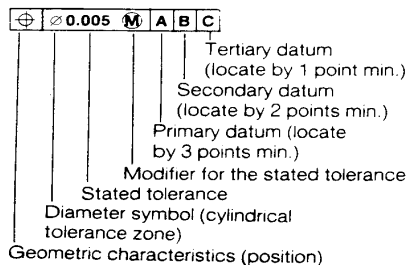 ⌖ ⌀ 0.005 Ⓜ A B C
Tertiary datum
(locate by 1 point min.)
Secondary datum
(locate by 2 points min.)
Primary datum (locate
by 3 points min.)
Modifier for the stated tolerance
Stated tolerance
Diameter symbol (cylindrical
tolerance zone)
Geometric characteristics (position)